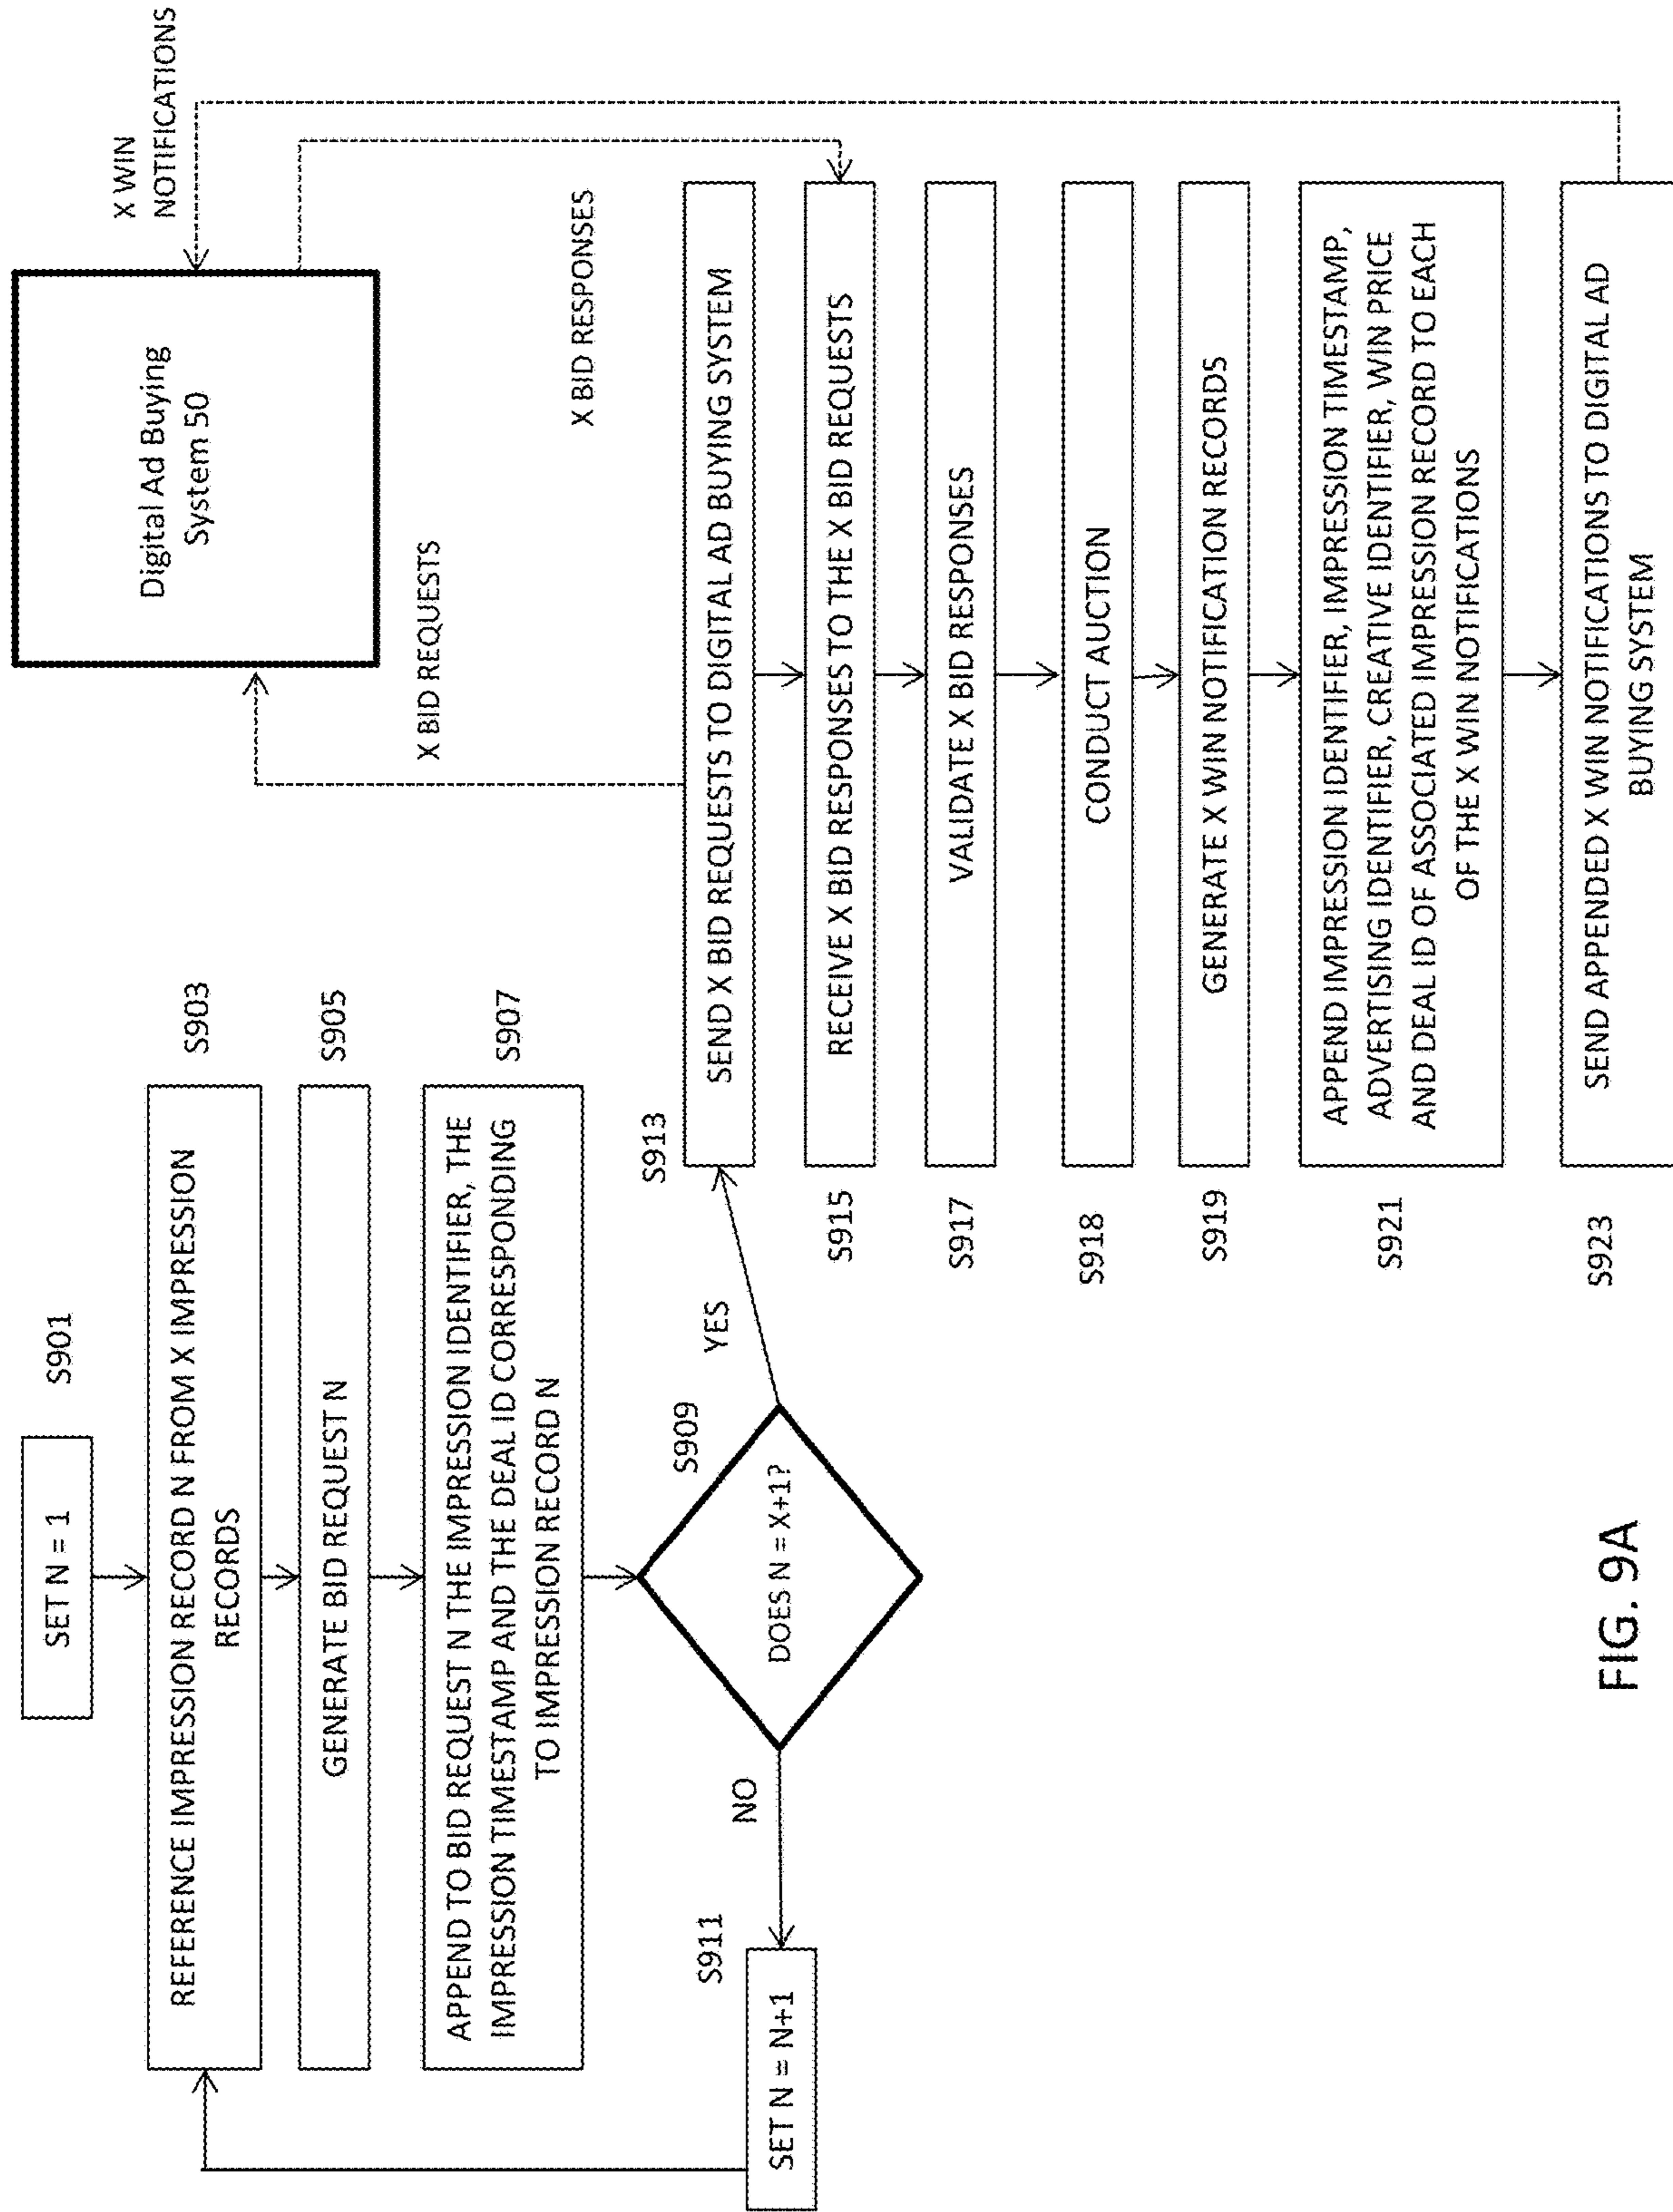 SET N = 1
S901
REFERENCE IMPRESSION RECORD N FROM X IMPRESSION
RECORDS
S903
GENERATE BID REQUEST N
S905
APPEND TO BID REQUEST N THE IMPRESSION IDENTIFIER, THE
IMPRESSION TIMESTAMP AND THE DEAL ID CORRESPONDING
TO IMPRESSION RECORD N
S907
S909
DOES N = X+1?
NO
YES
S911
SET N = N+1
Digital Ad Buying
System 50
X WIN
NOTIFICATIONS
X BID REQUESTS
X BID RESPONSES
S913
SEND X BID REQUESTS TO DIGITAL AD BUYING SYSTEM
S915
RECEIVE X BID RESPONSES TO THE X BID REQUESTS
S917
VALIDATE X BID RESPONSES
S918
CONDUCT AUCTION
S919
GENERATE X WIN NOTIFICATION RECORDS
S921
APPEND IMPRESSION IDENTIFIER, IMPRESSION TIMESTAMP,
ADVERTISING IDENTIFIER, CREATIVE IDENTIFIER, WIN PRICE
AND DEAL ID OF ASSOCIATED IMPRESSION RECORD TO EACH
OF THE X WIN NOTIFICATIONS
S923
SEND APPENDED X WIN NOTIFICATIONS TO DIGITAL AD
BUYING SYSTEM
FIG. 9A